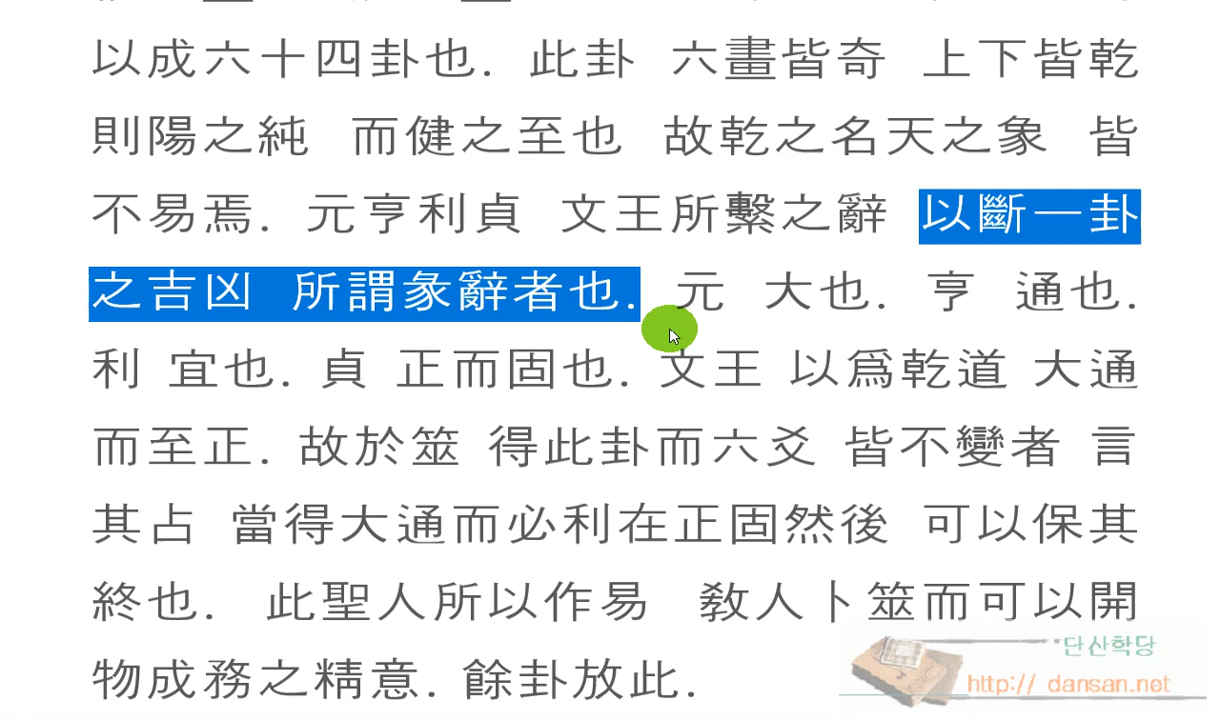 以成六十四卦也. 此卦 六畫皆奇 上下皆乾
則陽之純 而健之至也 故乾之名天之象 皆
不易焉. 元亨利貞 文王所繫之辭 以斷一卦
之吉凶 所謂彖辭者也. 元 大也. 亨 通也.
利 宜也. 貞 正而固也. 文王 以爲乾道 大通
而至正. 故於筮 得此卦而六爻 皆不變者 言
其占 當得大通而必利在正固然後 可以保其
終也. 此聖人所以作易 敎人卜筮而可以開
物成務之精意. 餘卦放此.
단산학당
http:// dansan.net